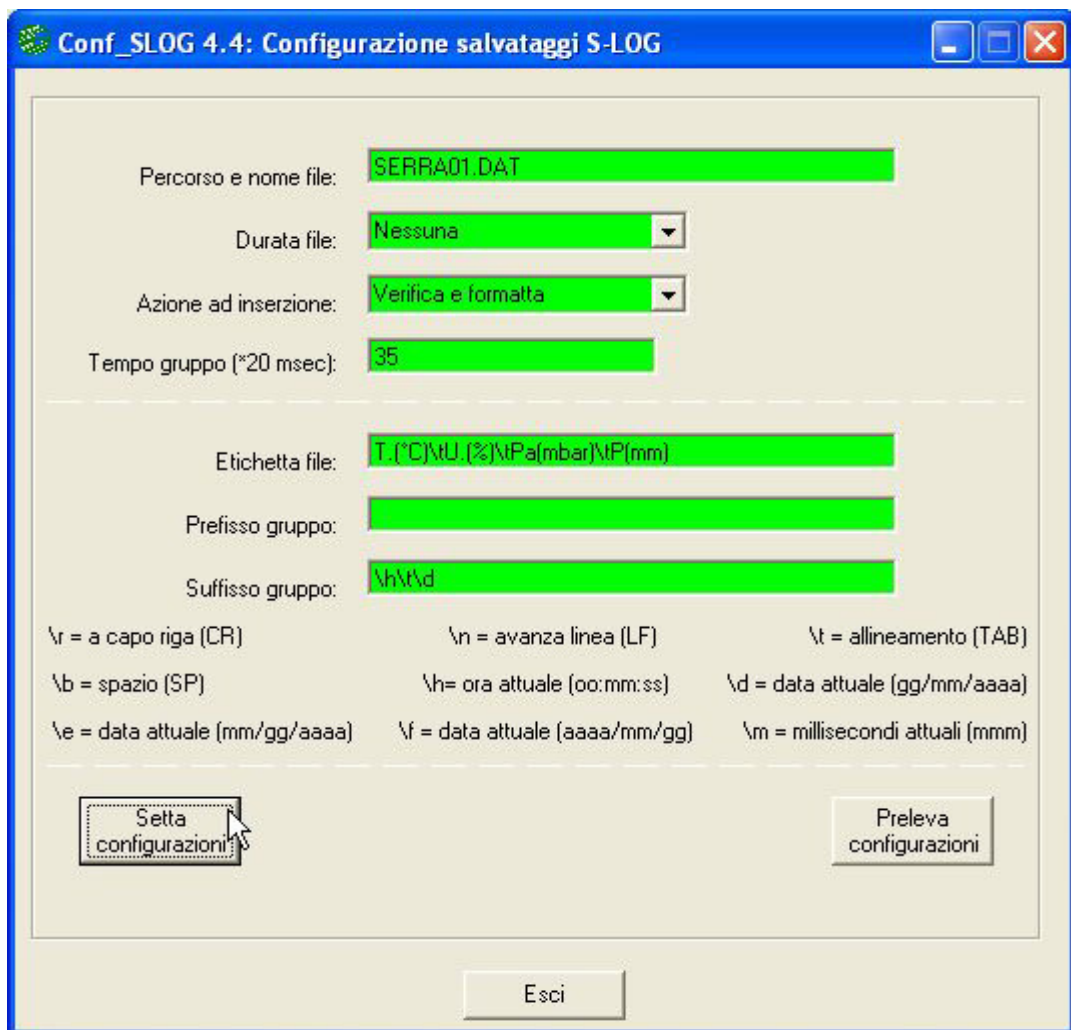 Conf_SLOG 4.4: Configurazione salvataggi S-LOG
Percorso e nome file: SERRA01.DAT
Durata file: Nessuna
Azione ad inserzione: Verifica e formatta
Tempo gruppo (*20 msec): 35
Etichetta file: T.(°C)\tU.(%)\tPa(mbar)\tP(mm)
Prefisso gruppo:
Suffisso gruppo: \h\t\d
\r = a capo riga (CR) \n = avanza linea (LF) \t = allineamento (TAB)
\b = spazio (SP) \h= ora attuale (oo:mm:ss) \d = data attuale (gg/mm/aaaa)
\e = data attuale (mm/gg/aaaa) \f = data attuale (aaaa/mm/gg) \m = millisecondi attuali (mmm)
Setta
configurazioni
Preleva
configurazioni
Esci